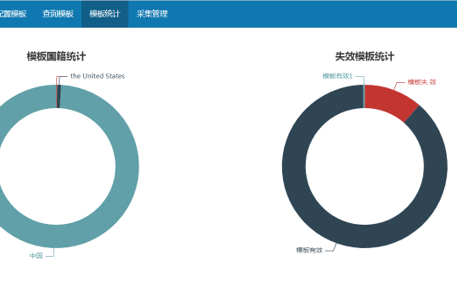 配置模板 查询模板 模板统计 采集管理
模板国籍统计
失效模板统计
the United States
模板有效1
模板失 效
中国
模板有效